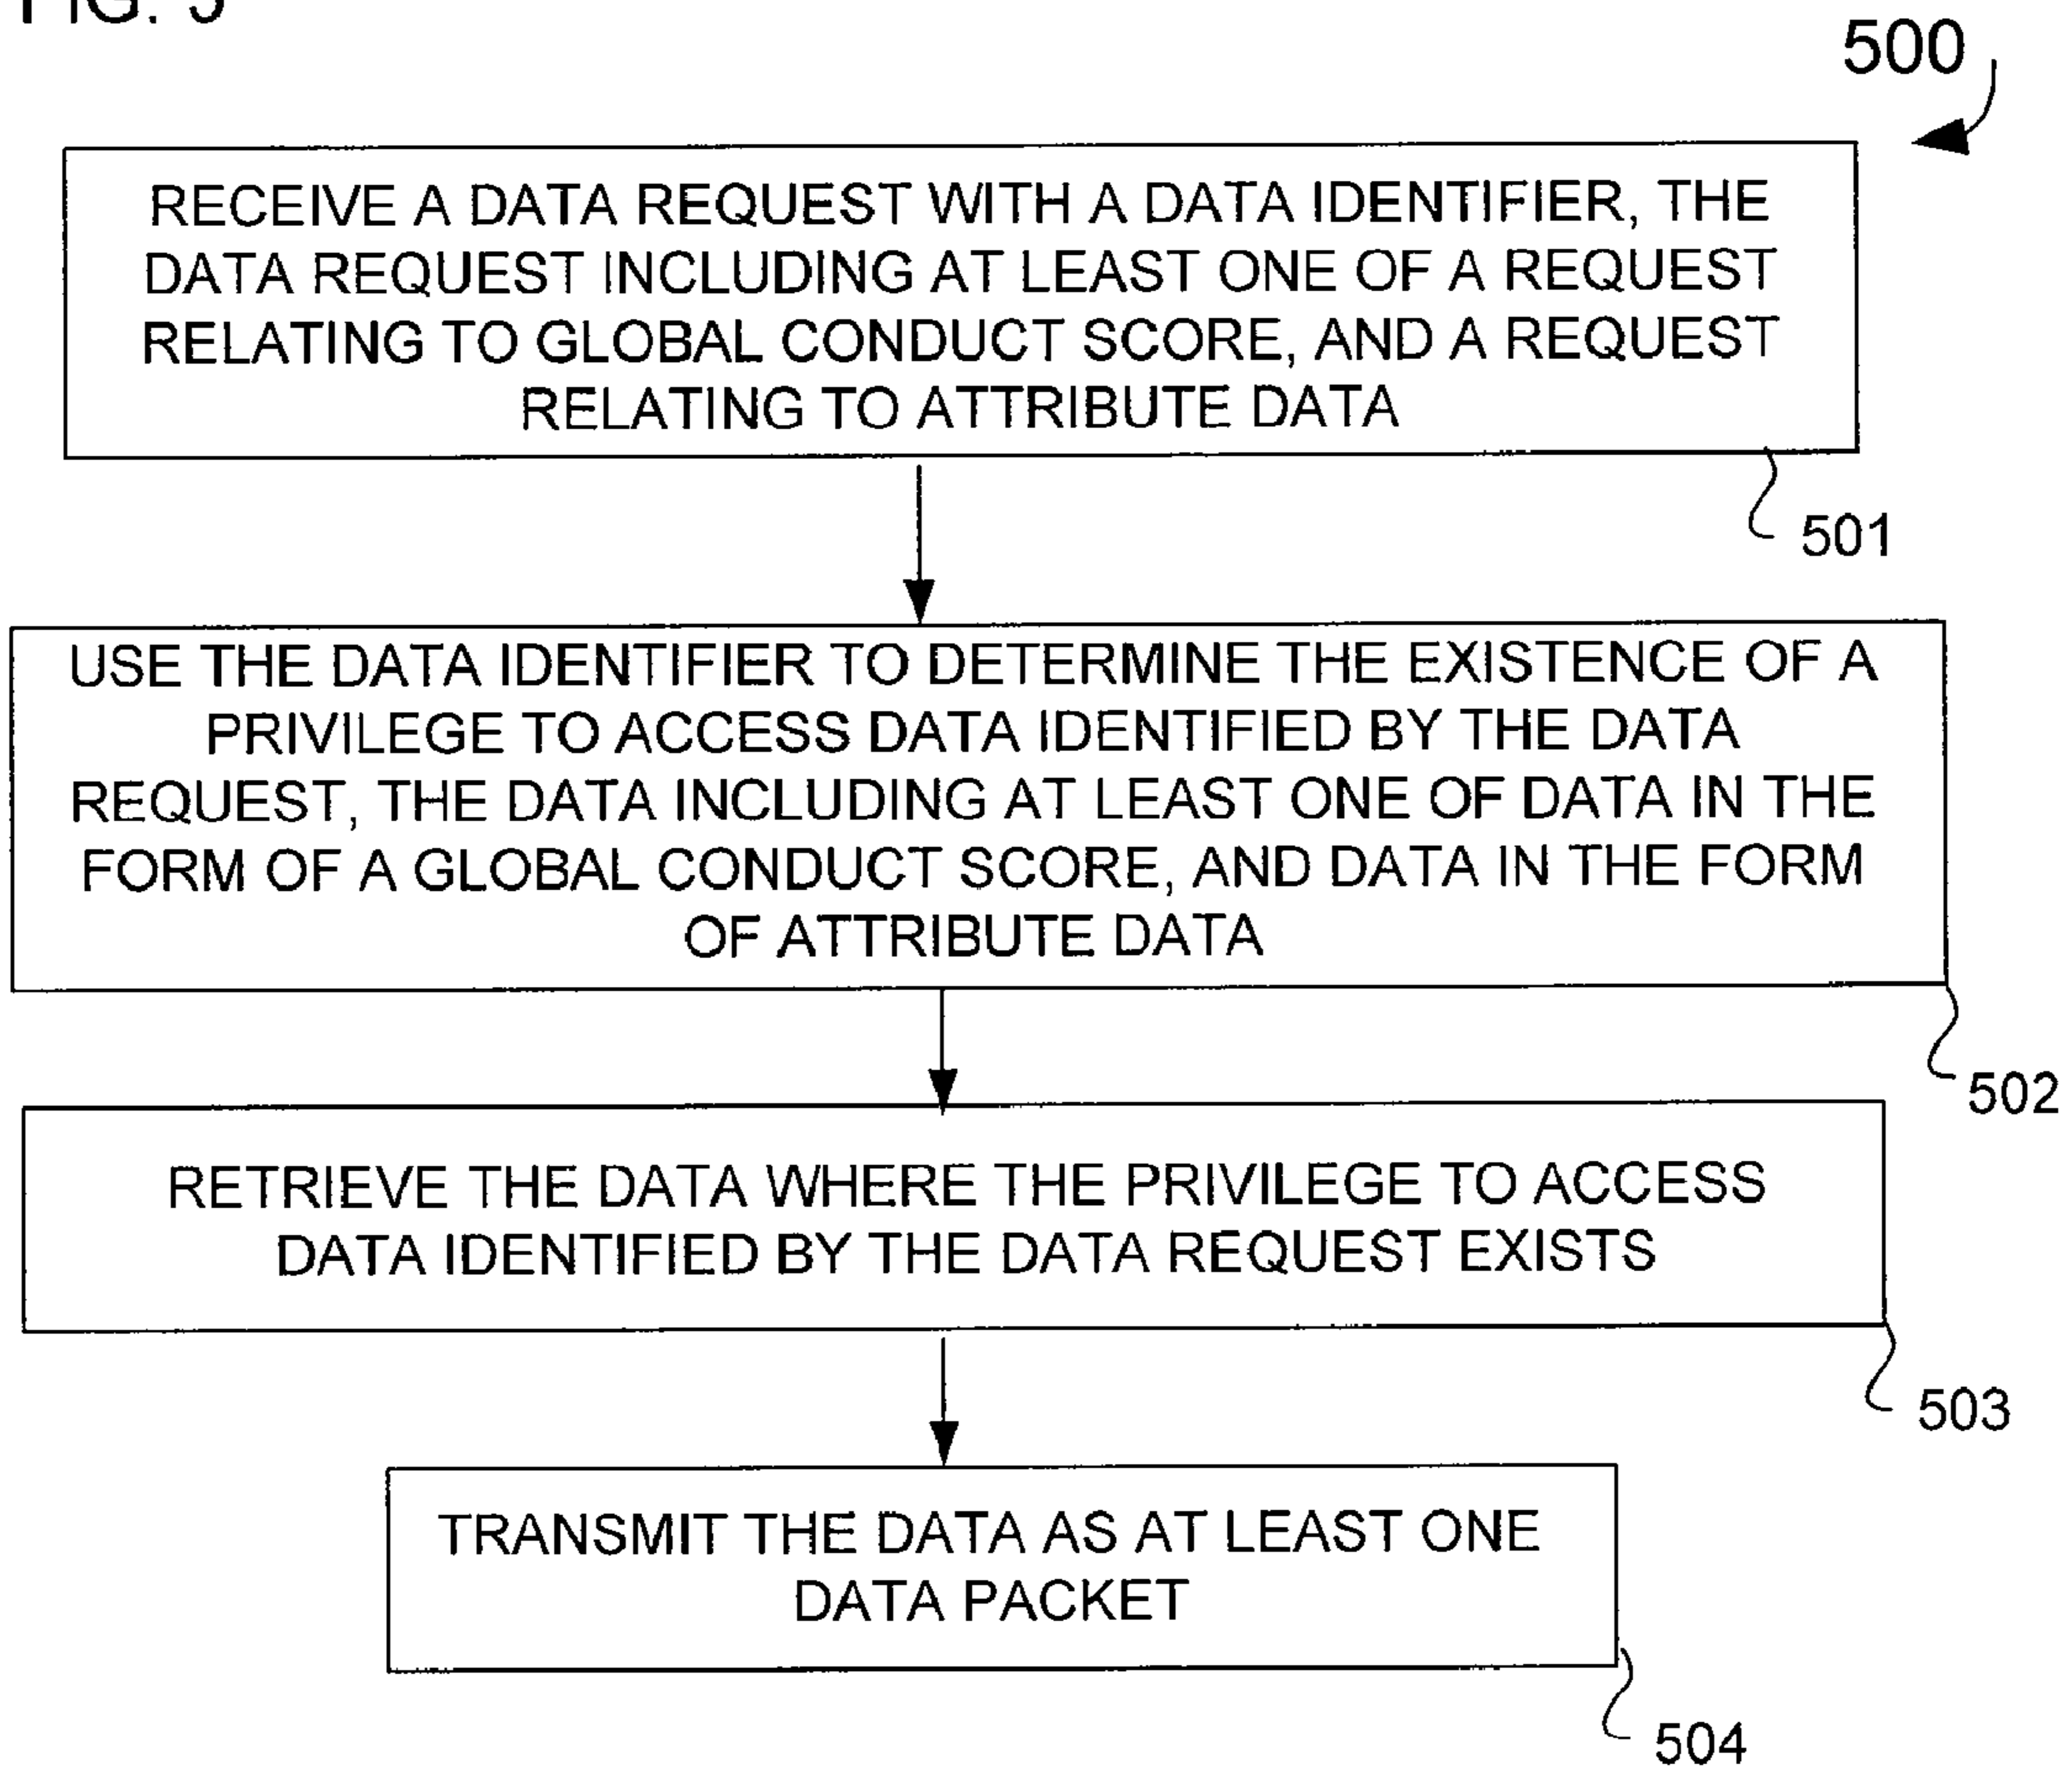 FIG. 5
500
RECEIVE A DATA REQUEST WITH A DATA IDENTIFIER, THE
DATA REQUEST INCLUDING AT LEAST ONE OF A REQUEST
RELATING TO GLOBAL CONDUCT SCORE, AND A REQUEST
RELATING TO ATTRIBUTE DATA
501
USE THE DATA IDENTIFIER TO DETERMINE THE EXISTENCE OF A
PRIVILEGE TO ACCESS DATA IDENTIFIED BY THE DATA
REQUEST, THE DATA INCLUDING AT LEAST ONE OF DATA IN THE
FORM OF A GLOBAL CONDUCT SCORE, AND DATA IN THE FORM
OF ATTRIBUTE DATA
502
RETRIEVE THE DATA WHERE THE PRIVILEGE TO ACCESS
DATA IDENTIFIED BY THE DATA REQUEST EXISTS
503
TRANSMIT THE DATA AS AT LEAST ONE
DATA PACKET
504